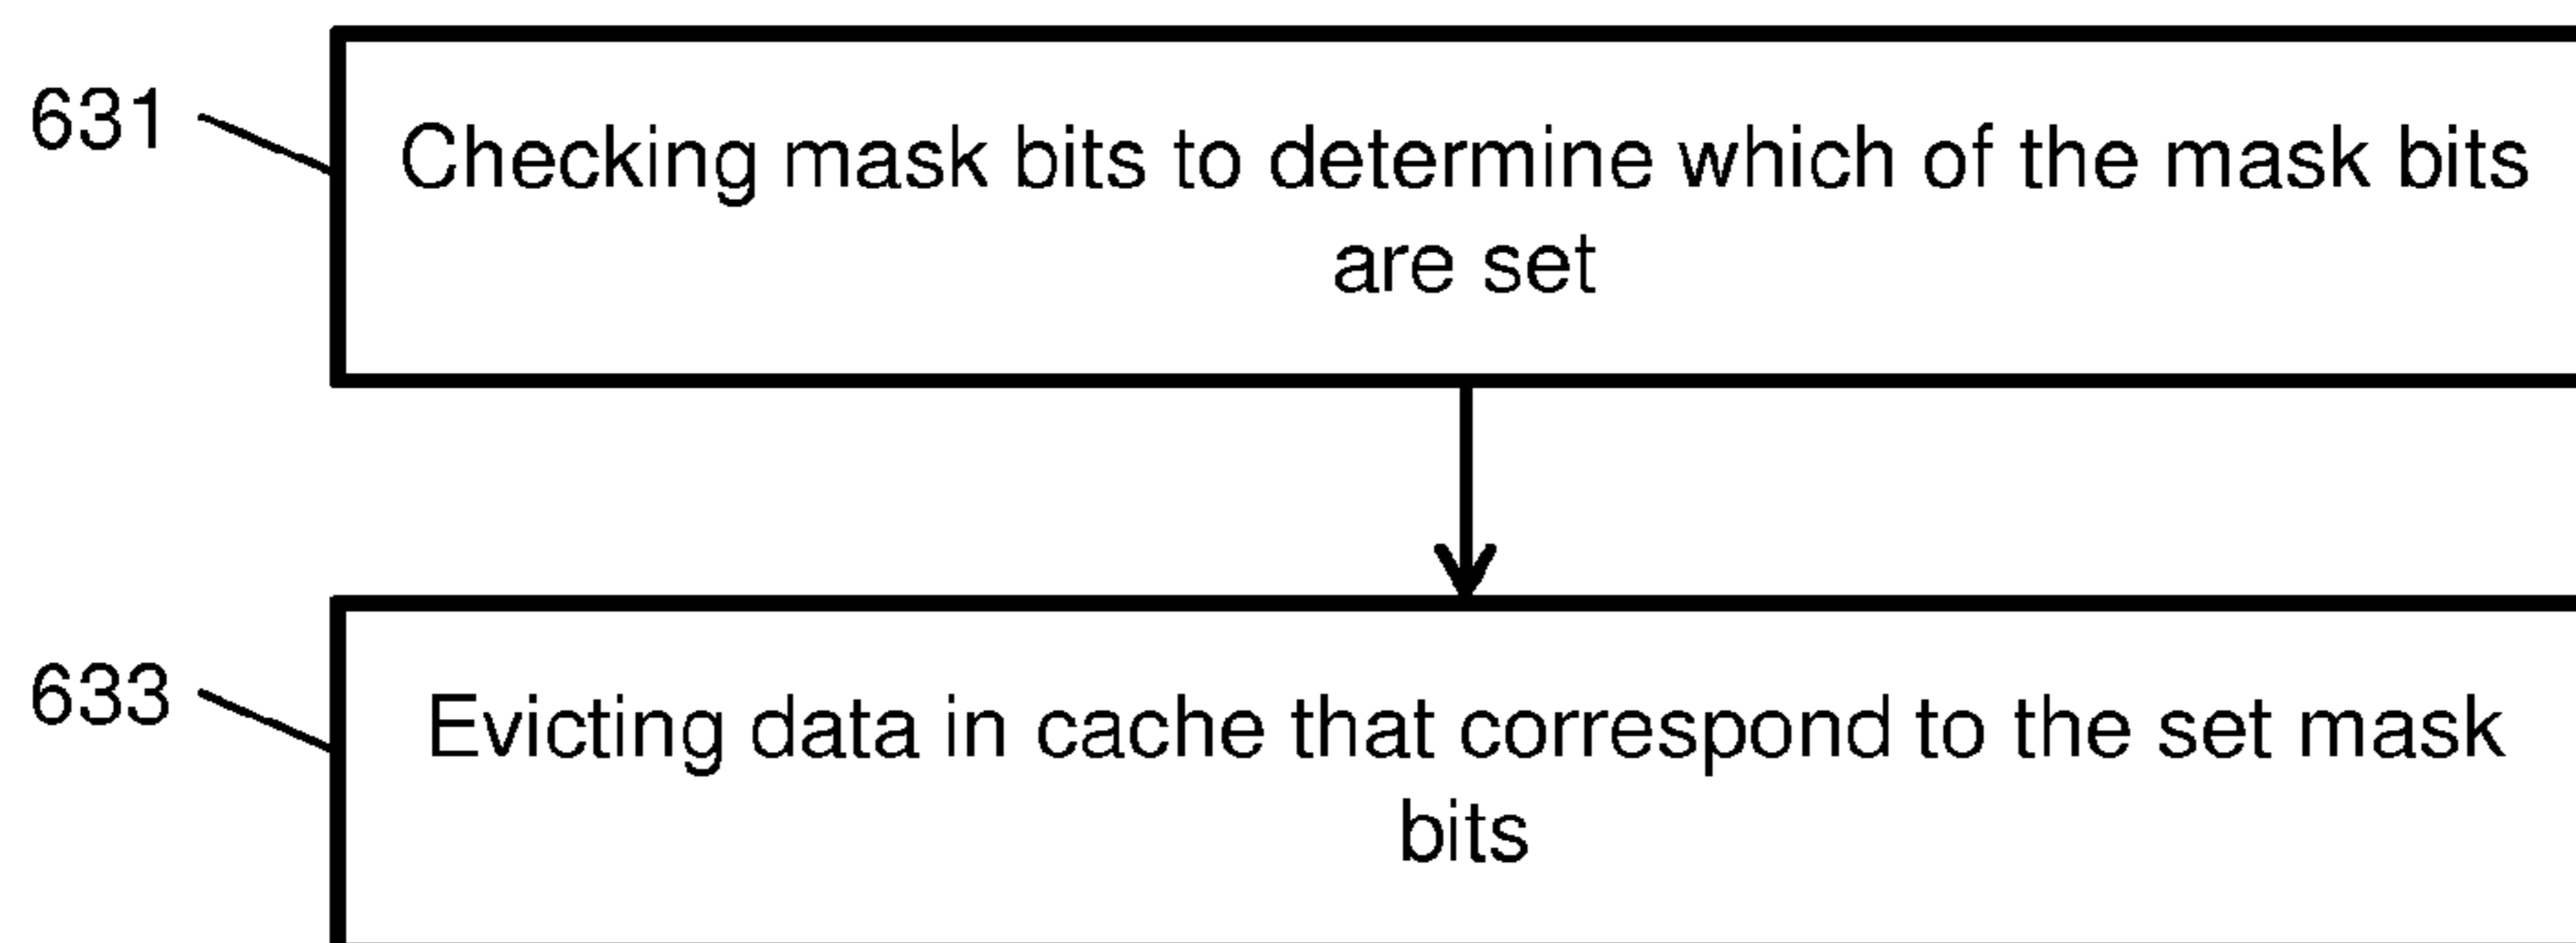 631
Checking mask bits to determine which of the mask bits
are set
633
Evicting data in cache that correspond to the set mask
bits